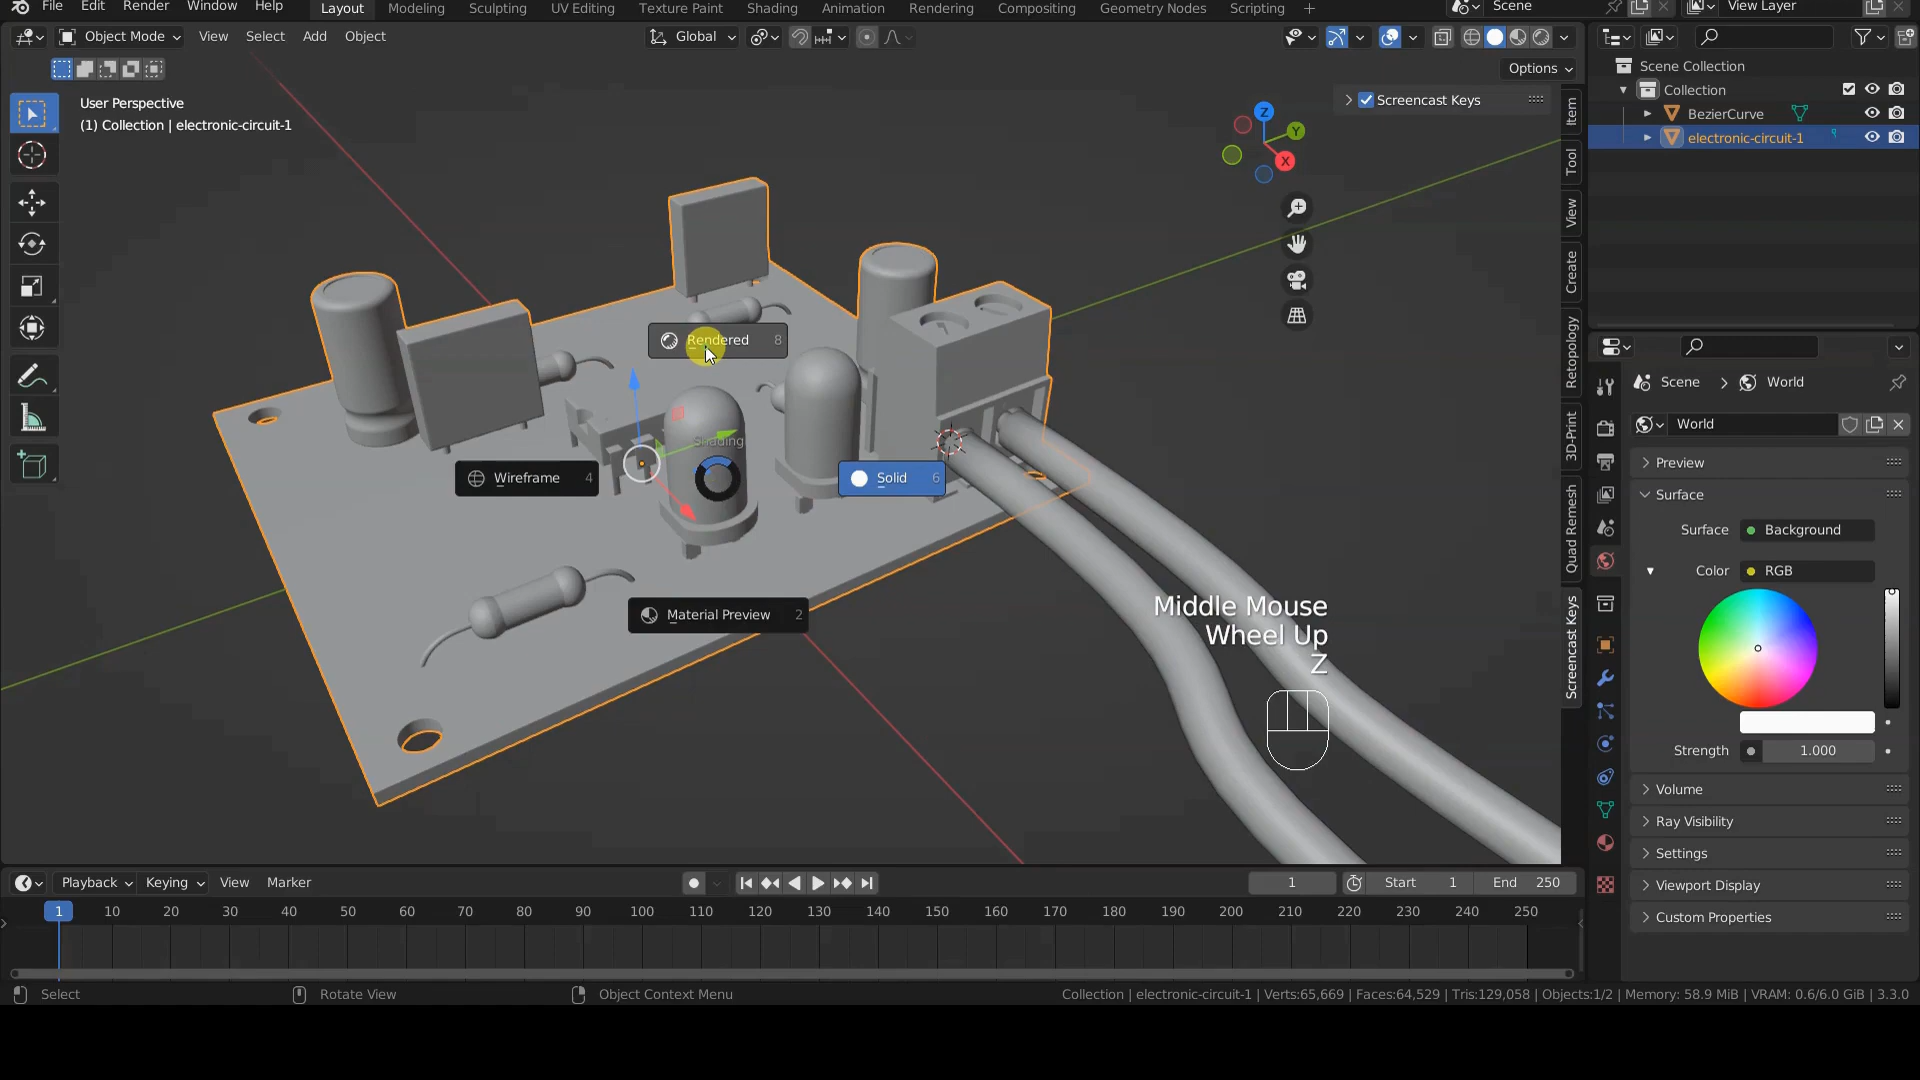 File Edit Render Window Help Layout Modeling Sculpting UV Editing Texture Paint Shading Animation Rendering Compositing Geometry Nodes Scripting + Scene View Layer
Object Mode View Select Add Object Global
Options
User Perspective
(1) Collection | electronic-circuit-1
Screencast Keys
Z
Y
X
Item
Tool
View
Create
Retopology
3D-Print
Quad Remesh
Screencast Keys
Rendered 8
Shading
Wireframe 4
Solid 6
Material Preview 2
Middle Mouse
Wheel Up
Z
Scene Collection
Collection
BezierCurve
electronic-circuit-1
Scene World
World
Preview
Surface
Surface Background
Color RGB
Strength 1.000
Volume
Ray Visibility
Settings
Viewport Display
Custom Properties
Playback Keying View Marker 1 Start 1 End 250
1 10 20 30 40 50 60 70 80 90 100 110 120 130 140 150 160 170 180 190 200 210 220 230 240 250
Select Rotate View Object Context Menu Collection | electronic-circuit-1 | Verts:65,669 | Faces:64,529 | Tris:129,058 | Objects:1/2 | Memory: 58.9 MiB | VRAM: 0.6/6.0 GiB | 3.3.0